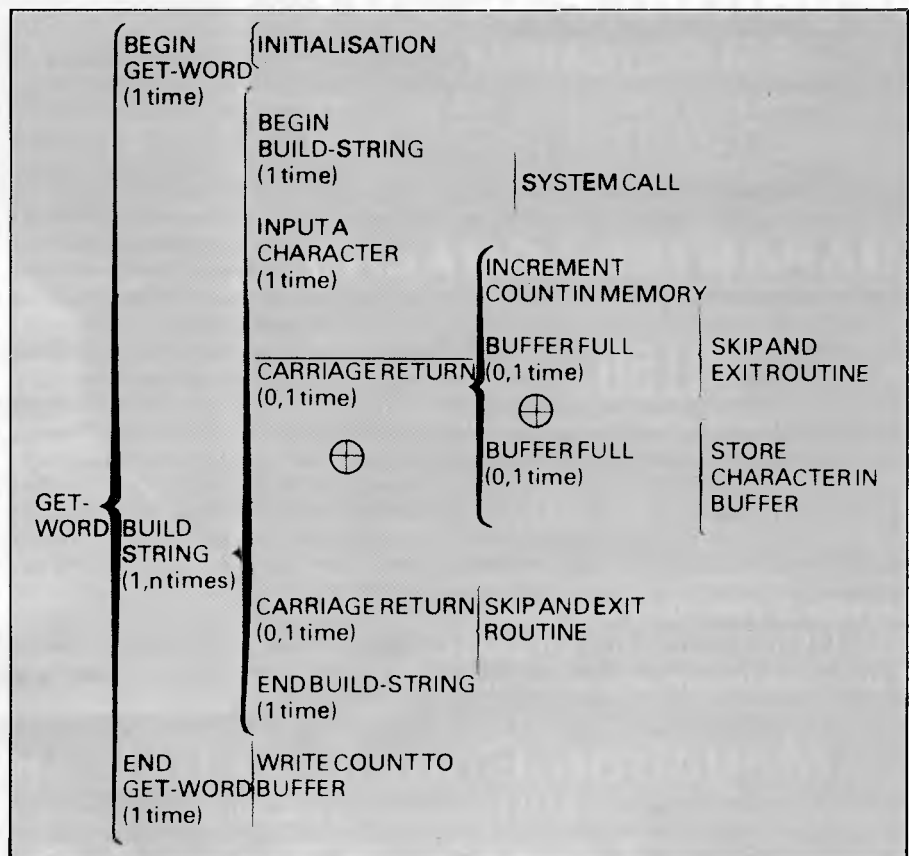 BEGIN
GET-WORD
(1 time)
INITIALISATION
BEGIN
BUILD-STRING
(1 time)
SYSTEM CALL
INPUT A
CHARACTER
(1 time)
INCREMENT
COUNT IN MEMORY
CARRIAGE RETURN
(0,1 time)
BUFFER FULL
(0,1 time)
SKIP AND
EXIT ROUTINE
BUFFER FULL
(0,1 time)
STORE
CHARACTER IN
BUFFER
GET-
WORD
BUILD
STRING
(1,n times)
CARRIAGE RETURN
(0,1 time)
SKIP AND EXIT
ROUTINE
END BUILD-STRING
(1 time)
END
GET-WORD
(1 time)
WRITE COUNT TO
BUFFER